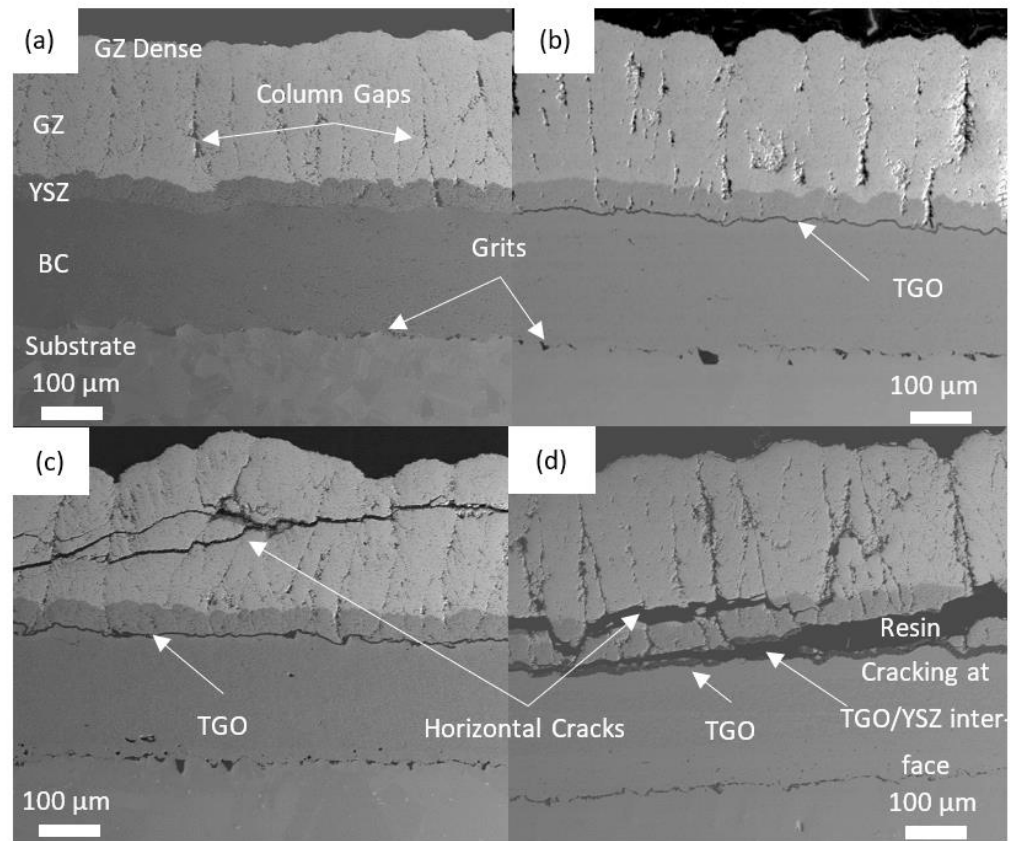 (a)
GZ Dense
Column Gaps
GZ
YSZ
BC
Grits
Substrate
100 µm
(b)
TGO
100 µm
(c)
TGO
Horizontal Cracks
100 µm
(d)
Resin
Cracking at
TGO
TGO/YSZ inter-
face
100 µm